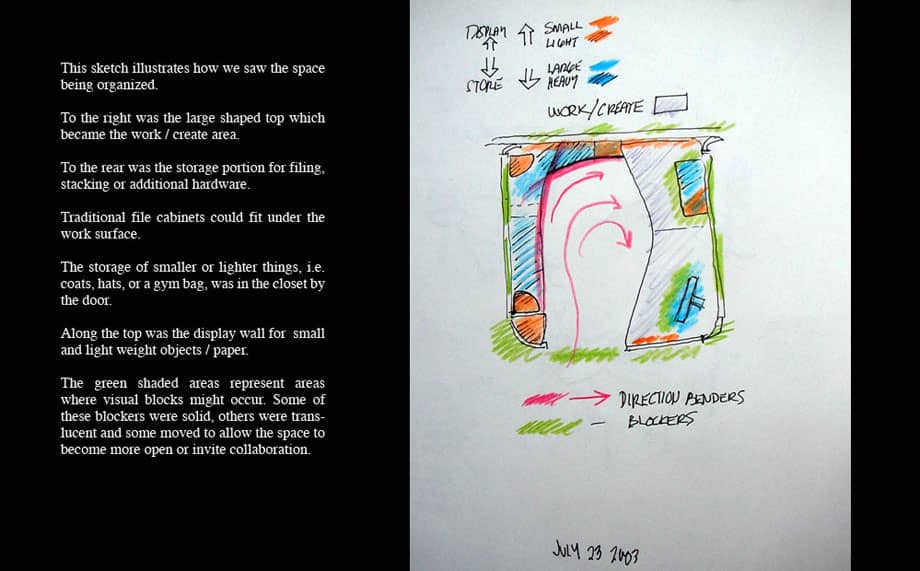 This sketch illustrates how we saw the space
being organized.
To the right was the large shaped top which
became the work / create area.
To the rear was the storage portion for filing,
stacking or additional hardware.
Traditional file cabinets could fit under the
work surface.
The storage of smaller or lighter things, i.e.
coats, hats, or a gym bag, was in the closet by
the door.
Along the top was the display wall for small
and light weight objects / paper.
The green shaded areas represent areas
where visual blocks might occur. Some of
these blockers were solid, others were trans-
lucent and some moved to allow the space to
become more open or invite collaboration.
DISPLAY SMALL
LIGHT
LARGE
STORE HEAVY
WORK/CREATE
DIRECTION BENDERS
— BLOCKERS
JULY 23 2003